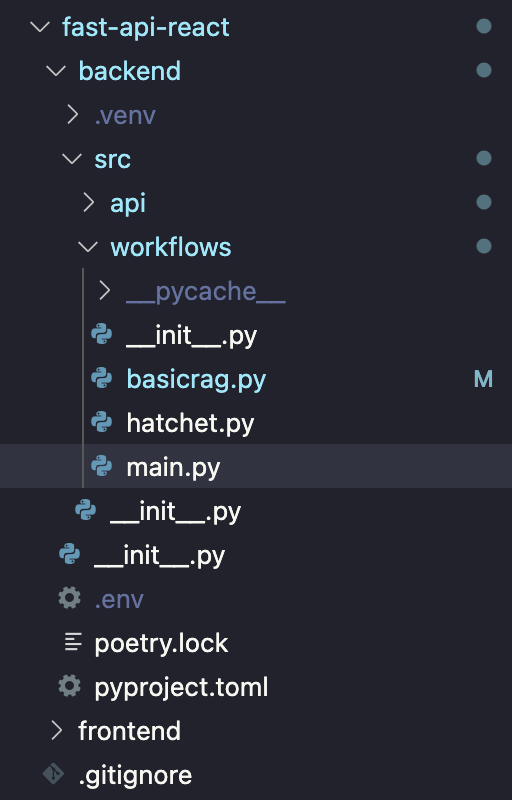 fast-api-react
backend
.venv
src
api
workflows
__pycache__
__init__.py
basicrag.py M
hatchet.py
main.py
__init__.py
__init__.py
.env
poetry.lock
pyproject.toml
frontend
.gitignore